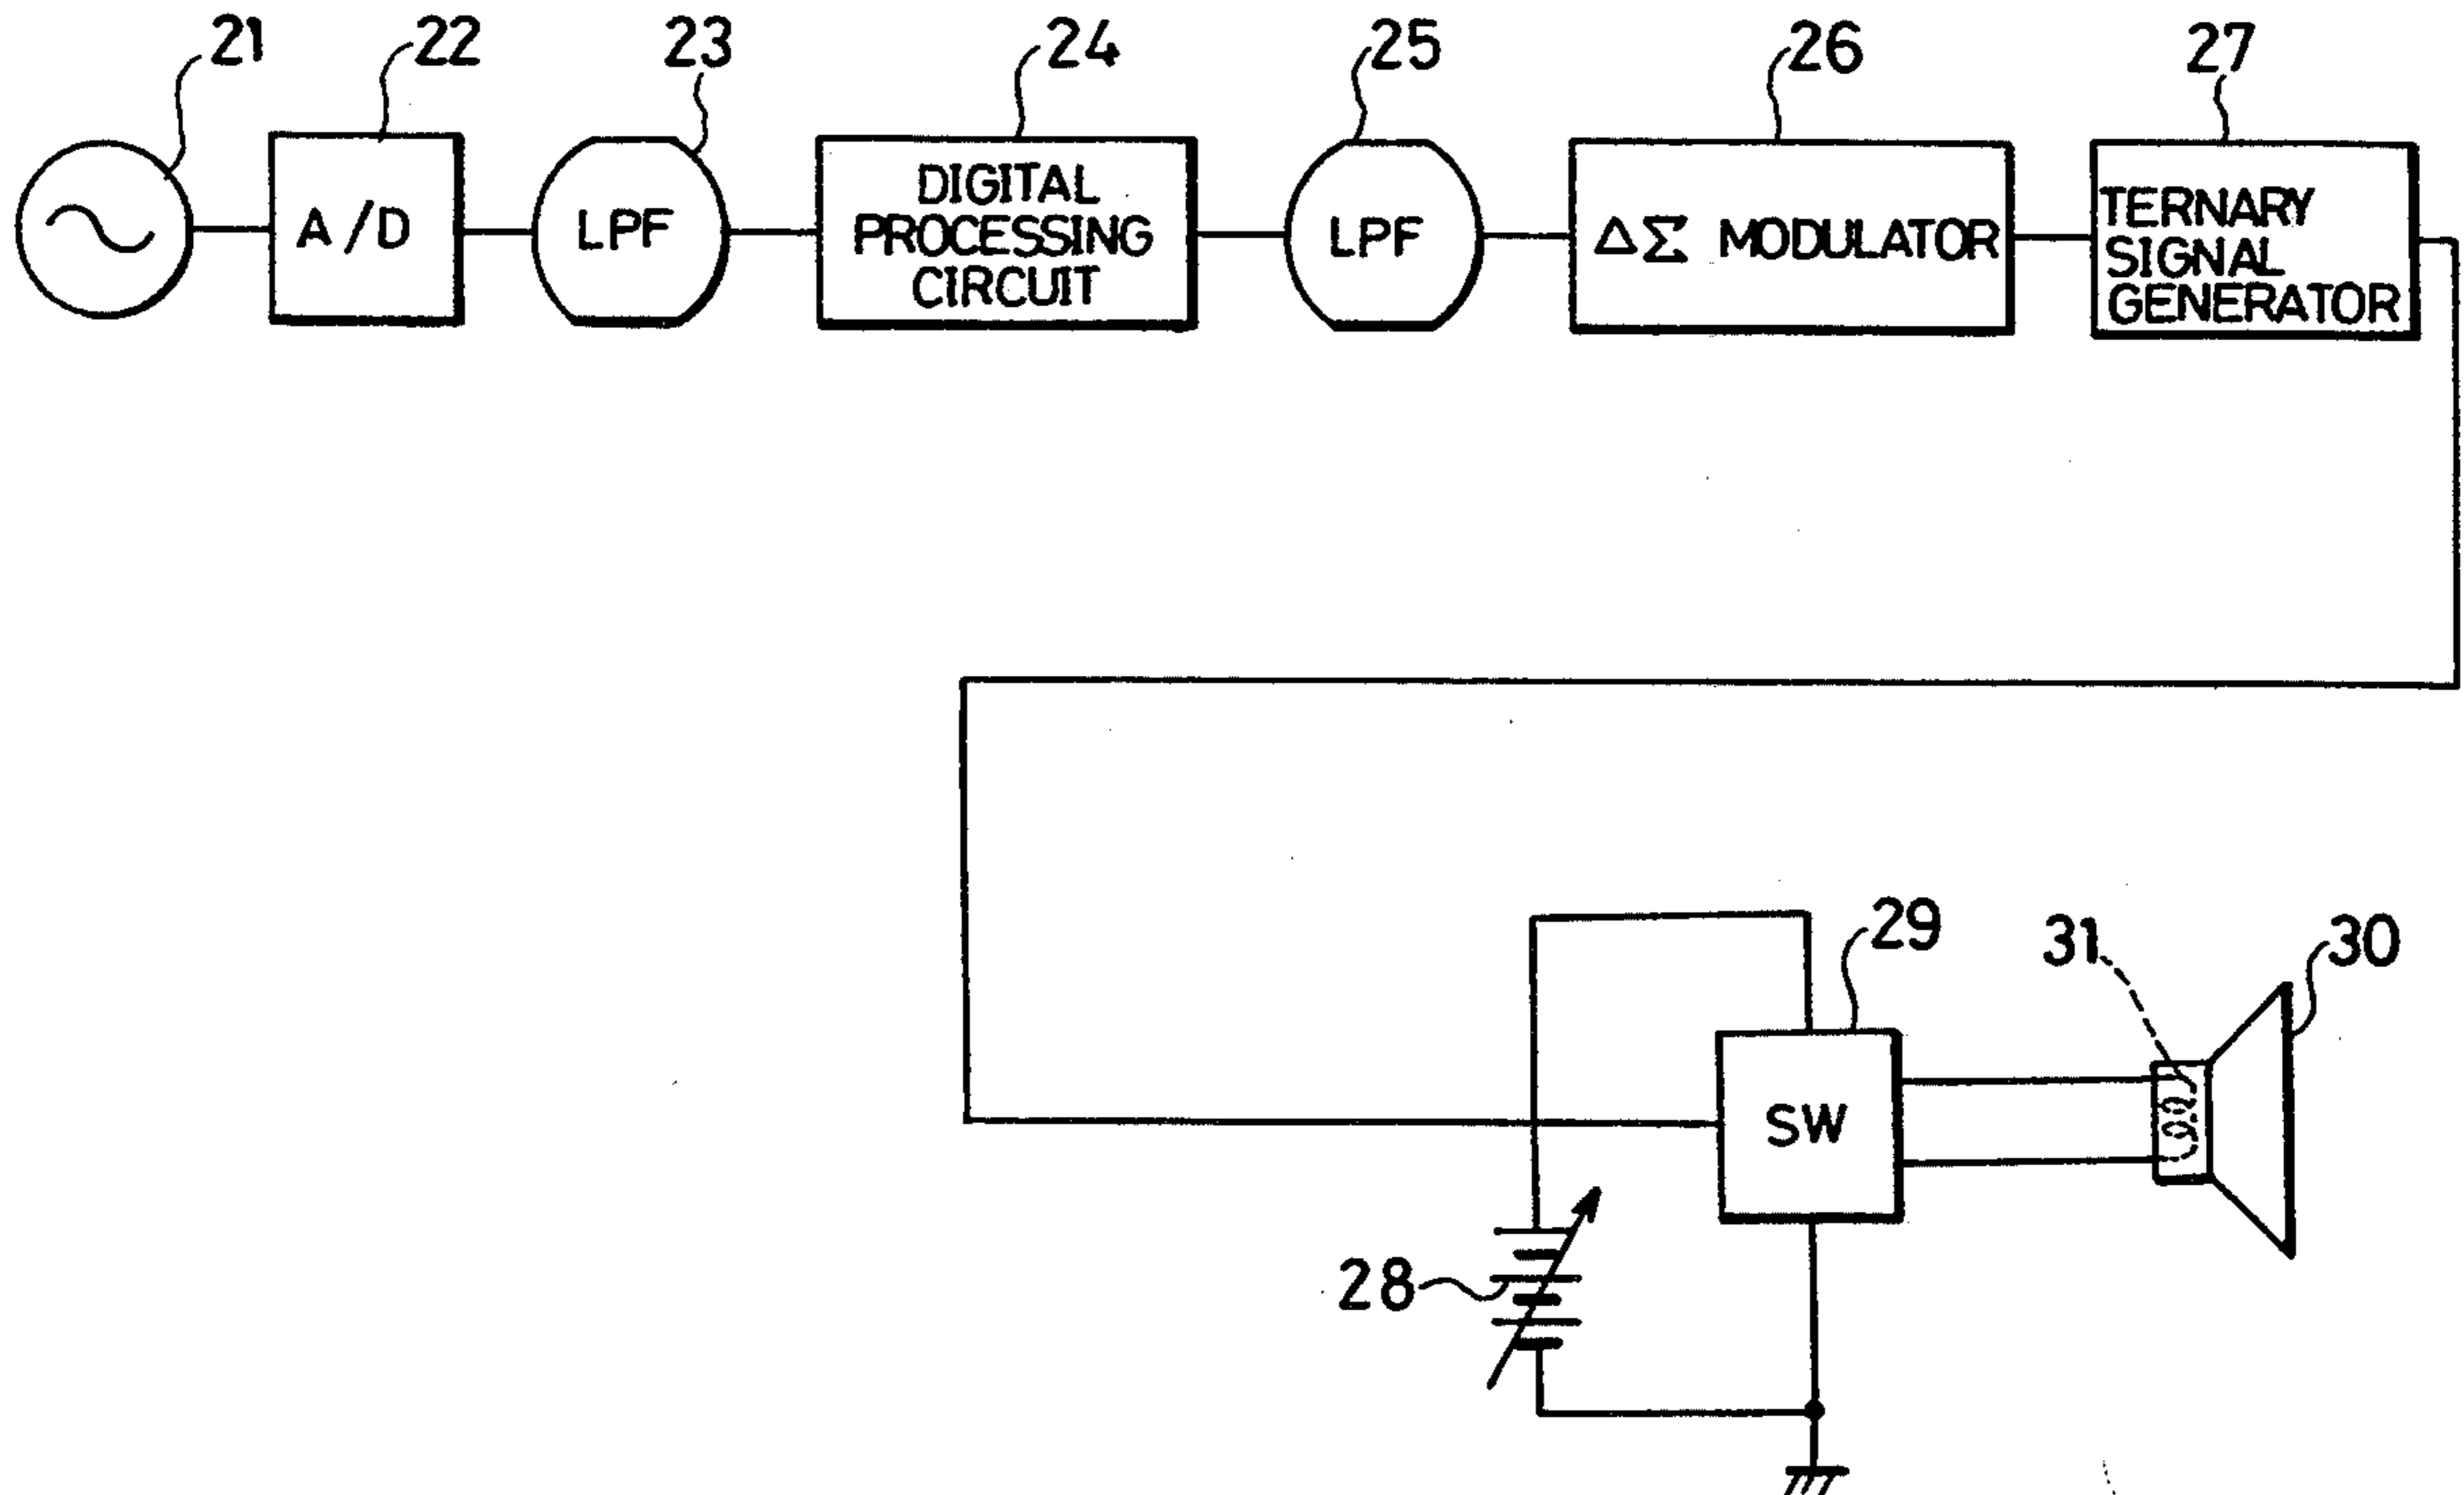 21
22
23
24
25
26
27
A/D
LPF
DIGITAL
PROCESSING
CIRCUIT
LPF
ΔΣ MODULATOR
TERNARY
SIGNAL
GENERATOR
29
31
30
SW
28